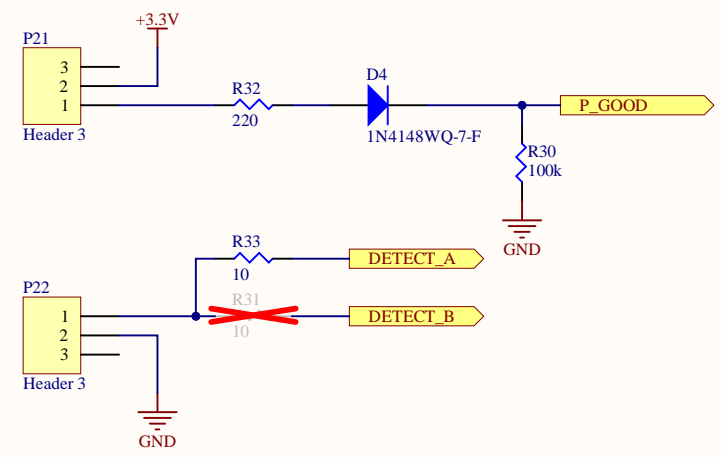 +3.3V
P21
3
2
1
Header 3
R32
220
D4
1N4148WQ-7-F
P_GOOD
R30
100k
GND
R33
10
DETECT_A
P22
1
2
3
Header 3
R31
10
DETECT_B
GND